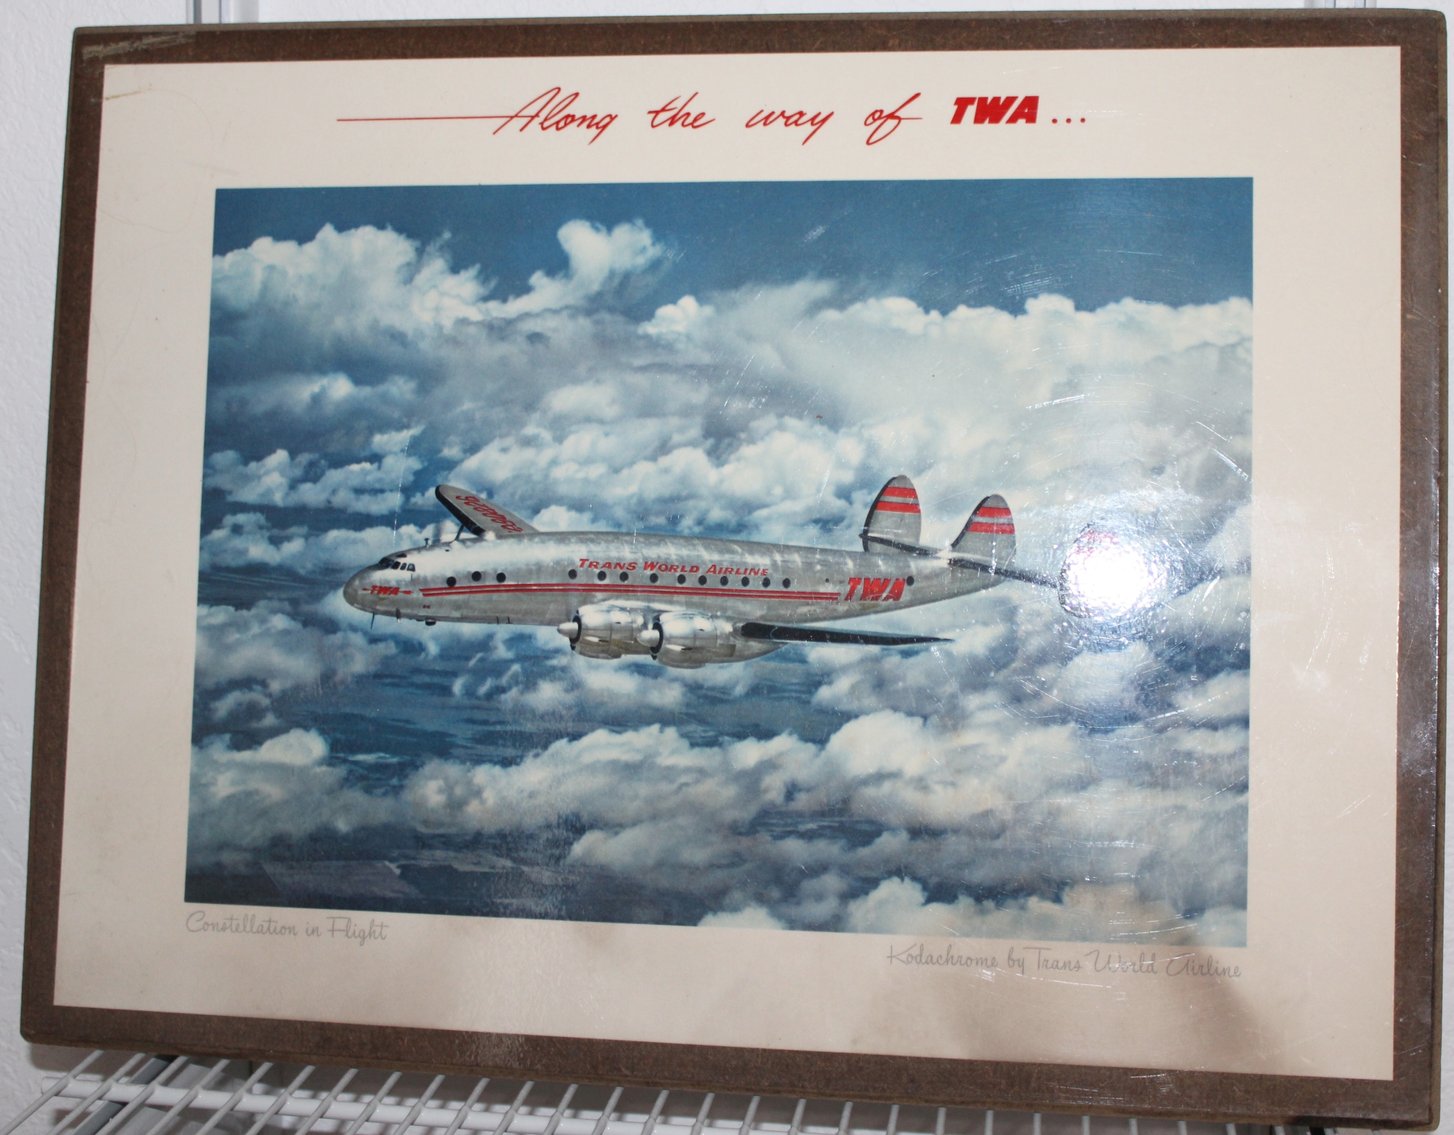 Along the way of TWA...
TRANS WORLD AIRLINE
TWA
TWA
Constellation in Flight
Kodachrome by Trans World Airline